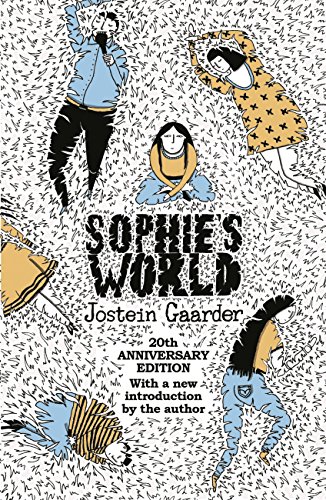 SOPHIE'S
WORLD
Jostein Gaarder
20th
ANNIVERSARY
EDITION
With a new
introduction
by the author